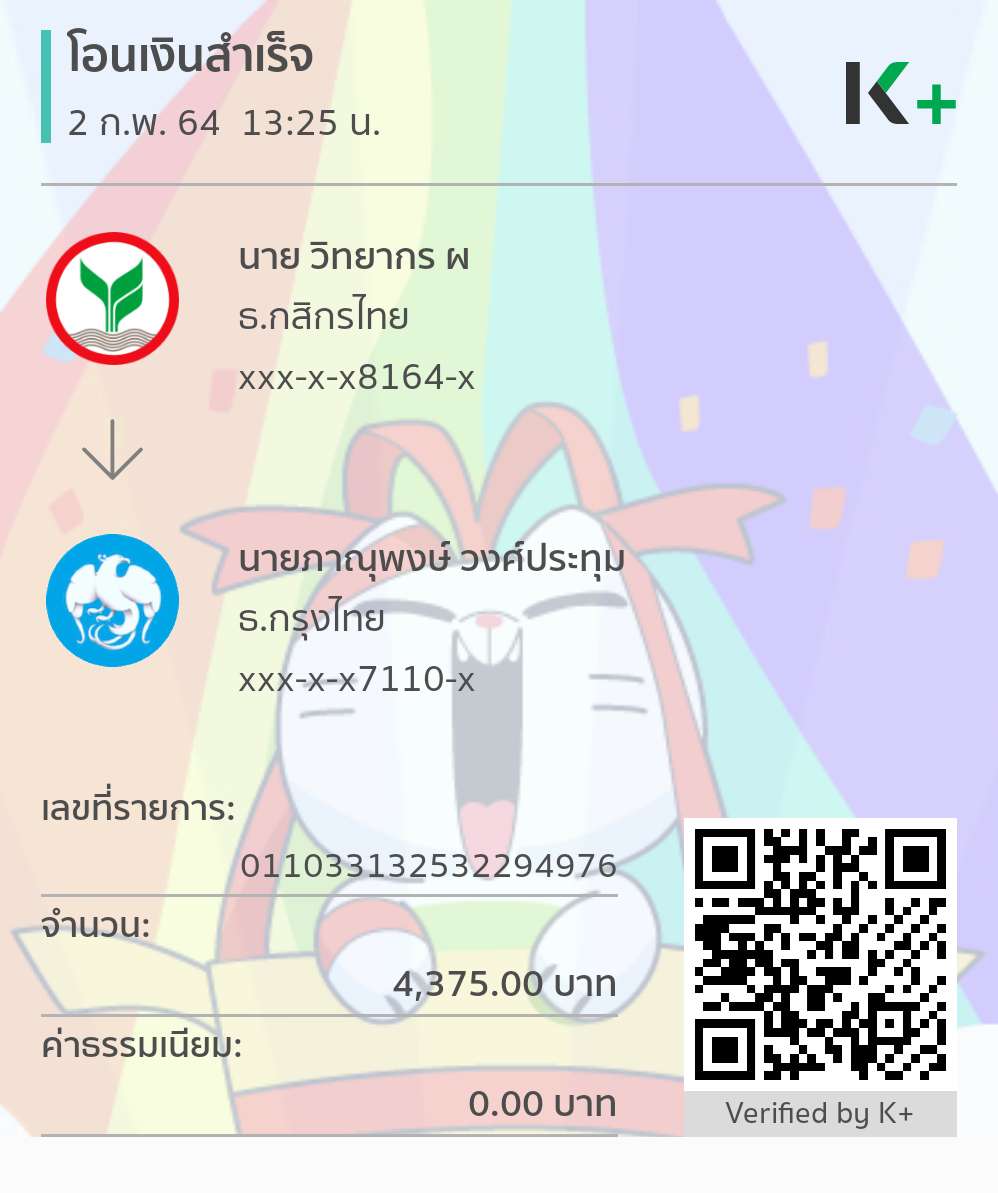 โอนเงินสำเร็จ
2 ก.พ. 64 13:25 น.
K+
นาย วิทยากร ผ
ธ.กสิกรไทย
xxx-x-x8164-x
นายภาณุพงษ์ วงศ์ประทุม
ธ.กรุงไทย
xxx-x-x7110-x
เลขที่รายการ:
011033132532294976
จำนวน:
4,375.00 บาท
ค่าธรรมเนียม:
0.00 บาท
Verified by K+